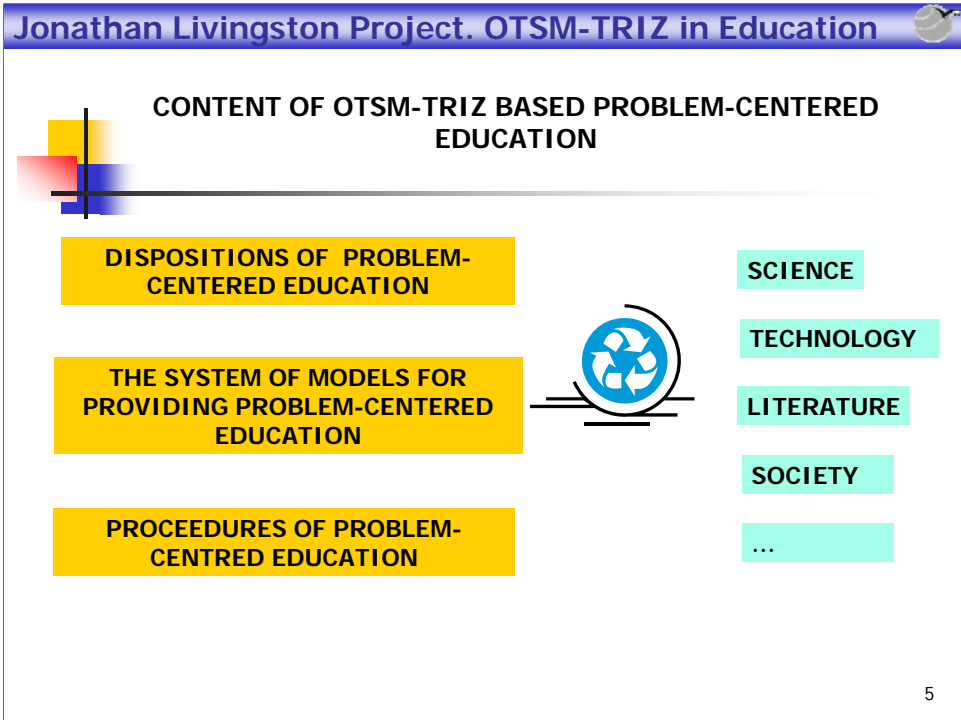 Jonathan Livingston Project. OTSM-TRIZ in Education
CONTENT OF OTSM-TRIZ BASED PROBLEM-CENTERED
EDUCATION
DISPOSITIONS OF PROBLEM-
CENTERED EDUCATION
THE SYSTEM OF MODELS FOR
PROVIDING PROBLEM-CENTERED
EDUCATION
PROCEEDURES OF PROBLEM-
CENTRED EDUCATION
SCIENCE
TECHNOLOGY
LITERATURE
SOCIETY
...
5